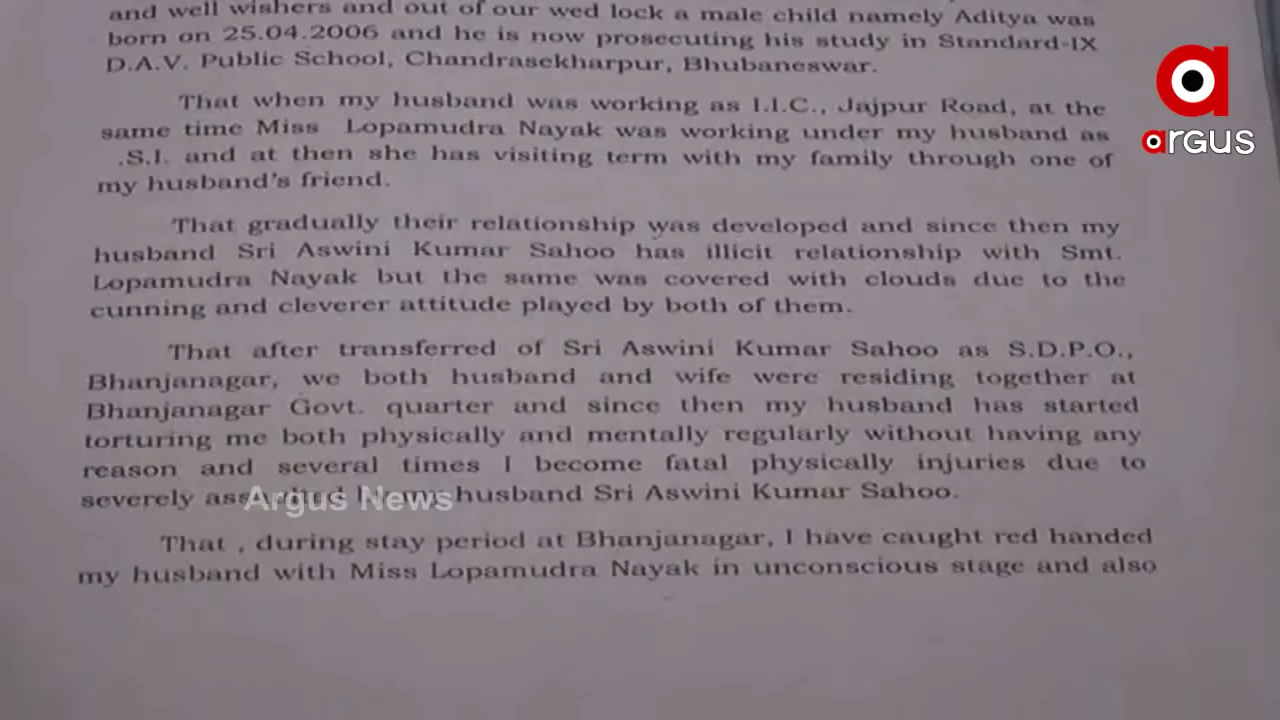 and well wishers and out of our wed lock a male child namely Aditya was
born on 25.04.2006 and he is now prosecuting his study in Standard-IX
D.A.V. Public School, Chandrasekharpur, Bhubaneswar.
That when my husband was working as I.I.C., Jajpur Road, at the
same time Miss Lopamudra Nayak was working under my husband as
.S.I. and at then she has visiting term with my family through one of
my husband's friend.
That gradually their relationship was developed and since then my
husband Sri Aswini Kumar Sahoo has illicit relationship with Smt.
Lopamudra Nayak but the same was covered with clouds due to the
cunning and cleverer attitude played by both of them.
That after transferred of Sri Aswini Kumar Sahoo as S.D.P.O.,
Bhanjanagar, we both husband and wife were residing together at
Bhanjanagar Govt. quarter and since then my husband has started
torturing me both physically and mentally regularly without having any
reason and several times I become fatal physically injuries due to
severely husband Sri Aswini Kumar Sahoo.
That , during stay period at Bhanjanagar, I have caught red handed
my husband with Miss Lopamudra Nayak in unconscious stage and also
argus
Argus News